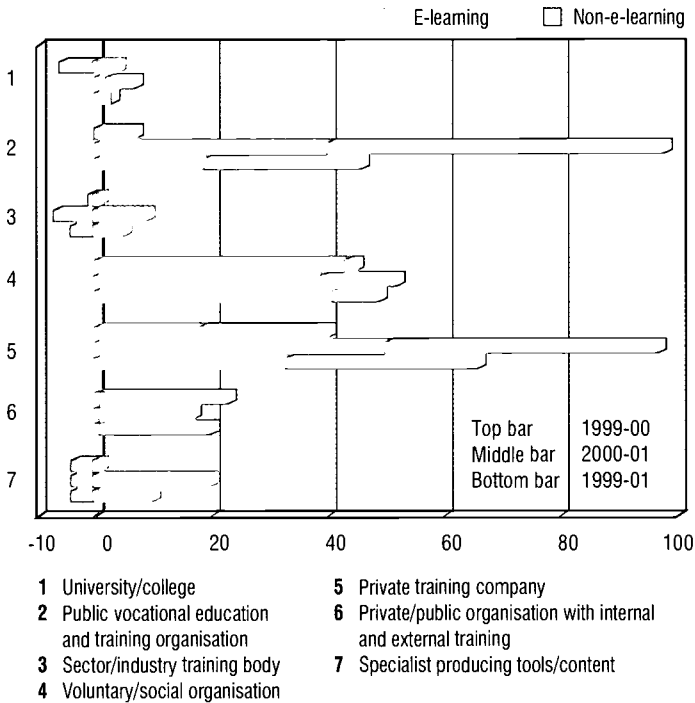 E-learning Non-e-learning
1
2
3
4
5
6
7
Top bar 1999-00
Middle bar 2000-01
Bottom bar 1999-01
-10 0 20 40 60 80 100
1 University/college
2 Public vocational education
and training organisation
3 Sector/industry training body
4 Voluntary/social organisation
5 Private training company
6 Private/public organisation with internal
and external training
7 Specialist producing tools/content